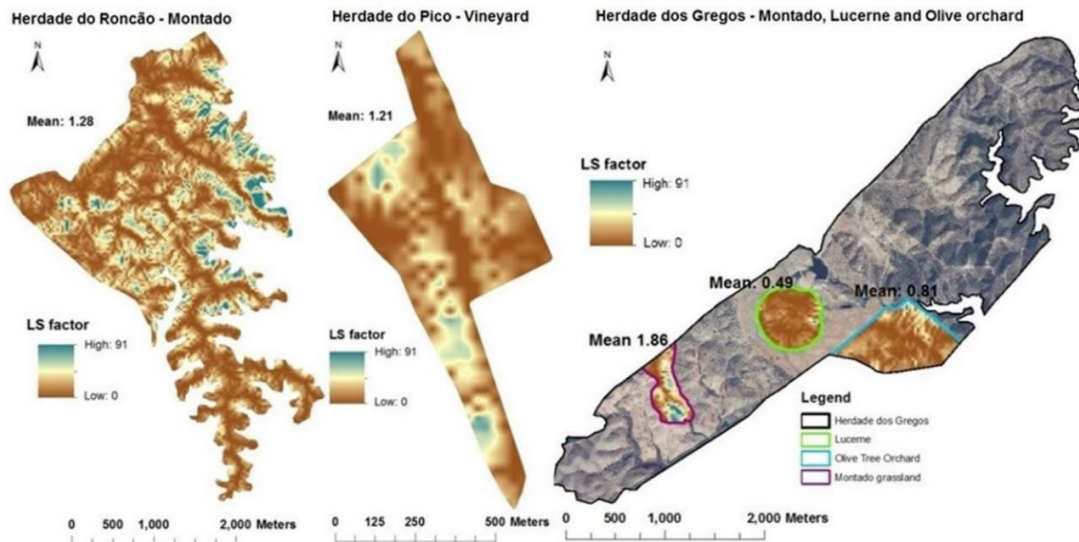 Herdade do Roncão - Montado
N
Mean: 1.28
LS factor
High: 91
Low: 0
0 500 1,000 2,000 Meters
Herdade do Pico - Vineyard
N
Mean: 1.21
LS factor
High: 91
Low: 0
0 125 250 500 Meters
Herdade dos Gregos - Montado, Lucerne and Olive orchard
N
LS factor
High: 91
Low: 0
Mean: 0.49
Mean: 0.81
Mean 1.86
Legend
Herdade dos Gregos
Lucerne
Olive Tree Orchard
Montado grassland
0 500 1,000 2,000 Meters